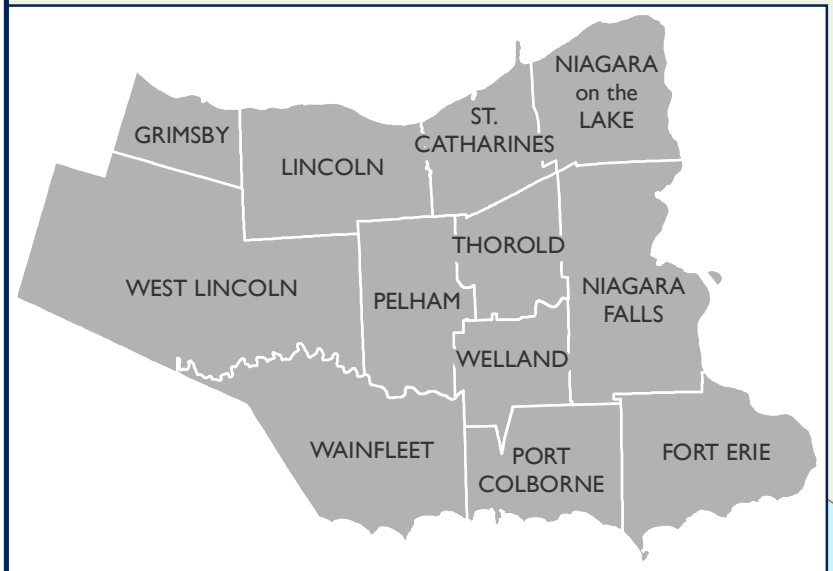 NIAGARA
on the
LAKE
ST.
CATHARINES
GRIMSBY
LINCOLN
THOROLD
WEST LINCOLN
PELHAM
NIAGARA
FALLS
WELLAND
WAINFLEET
PORT
COLBORNE
FORT ERIE